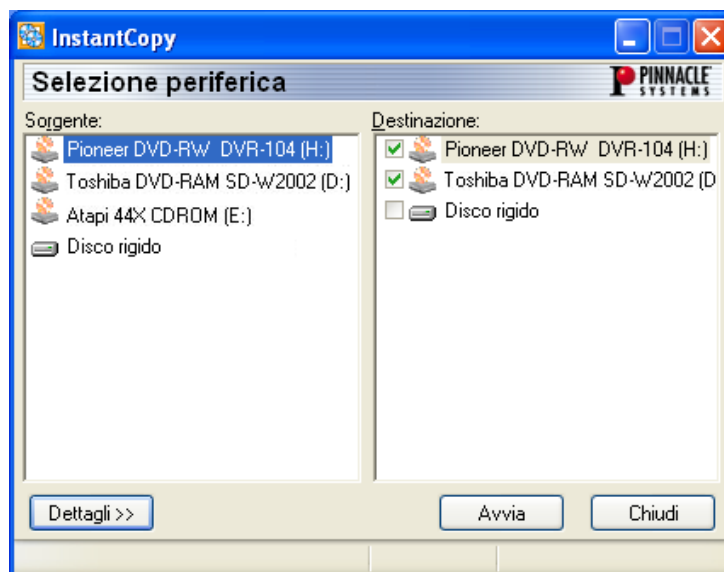 InstantCopy
Selezione periferica
PINNACLE
SYSTEMS
Sorgente:
Pioneer DVD-RW DVR-104 (H:)
Toshiba DVD-RAM SD-W2002 (D:)
Atapi 44X CDROM (E:)
Disco rigido
Destinazione:
Pioneer DVD-RW DVR-104 (H:)
Toshiba DVD-RAM SD-W2002 (D
Disco rigido
Dettagli >>
Avvia
Chiudi